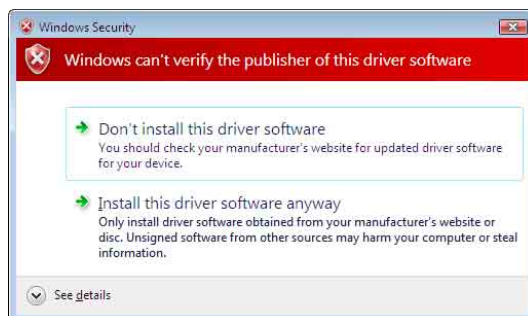 Windows Security
Windows can't verify the publisher of this driver software
Don't install this driver software
You should check your manufacturer's website for updated driver software
for your device.
Install this driver software anyway
Only install driver software obtained from your manufacturer's website or
disc. Unsigned software from other sources may harm your computer or steal
information.
See details